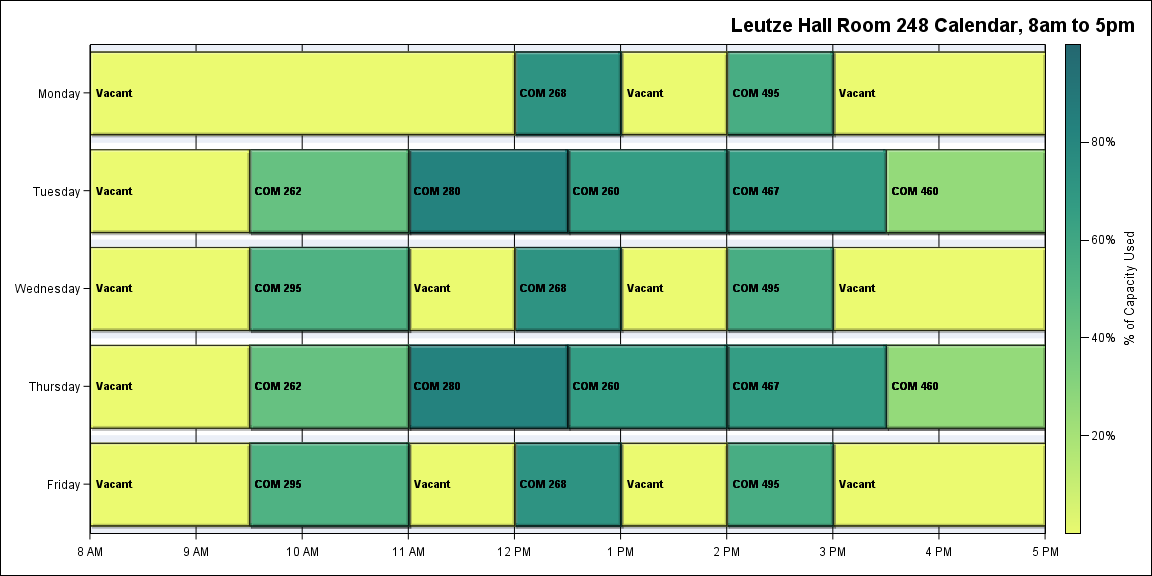 Leutze Hall Room 248 Calendar, 8am to 5pm
Monday
Vacant
COM 268
Vacant
COM 495
Vacant
Tuesday
Vacant
COM 262
COM 280
COM 260
COM 467
COM 460
Wednesday
Vacant
COM 295
Vacant
COM 268
Vacant
COM 495
Vacant
Thursday
Vacant
COM 262
COM 280
COM 260
COM 467
COM 460
Friday
Vacant
COM 295
Vacant
COM 268
Vacant
COM 495
Vacant
8 AM
9 AM
10 AM
11 AM
12 PM
1 PM
2 PM
3 PM
4 PM
5 PM
80%
60%
40%
20%
% of Capacity Used